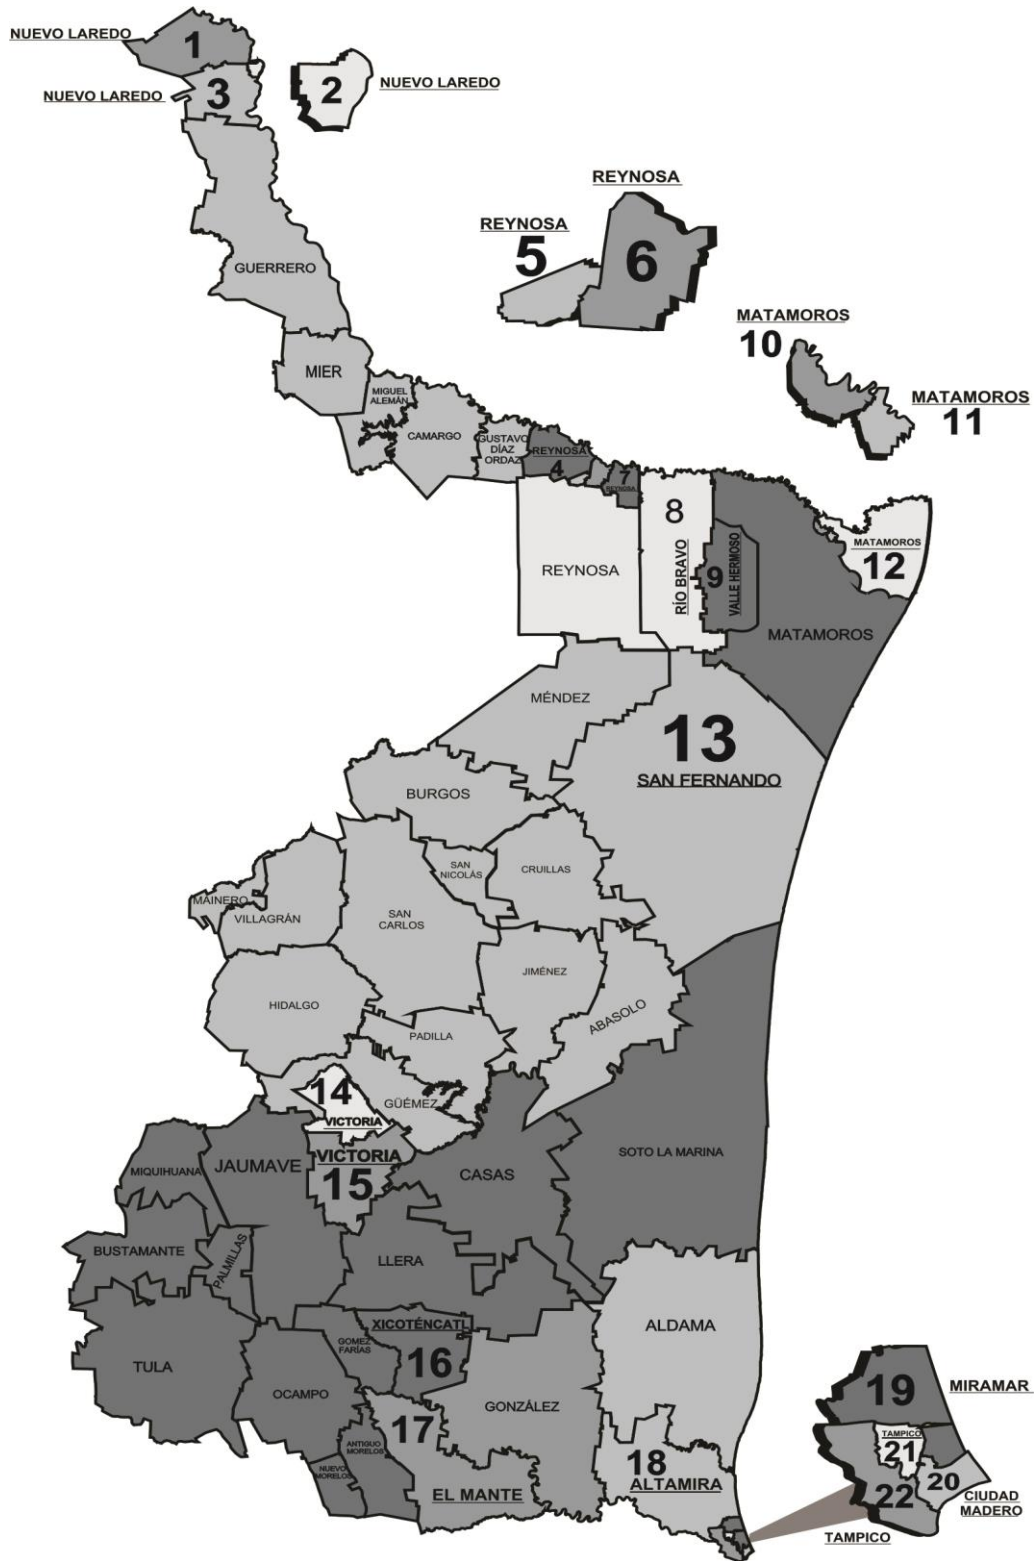 NUEVO LAREDO
1
NUEVO LAREDO
3
2
NUEVO LAREDO
REYNOSA
REYNOSA
5
6
GUERRERO
MATAMOROS
10
MATAMOROS
11
MIER
MIGUEL
ALEMÁN
CAMARGO
GUSTAVO
DÍAZ
ORDAZ
REYNOSA
4
7
REYNOSA
8
RÍO BRAVO
9
VALLE HERMOSO
MATAMOROS
12
REYNOSA
MATAMOROS
MÉNDEZ
13
SAN FERNANDO
BURGOS
SAN
NICOLÁS
CRUILLAS
MAINERO
VILLAGRÁN
SAN
CARLOS
JIMÉNEZ
HIDALGO
ABASOLO
PADILLA
14
VICTORIA
GÜÉMEZ
VICTORIA
15
MIQUIHUANA
JAUMAVE
CASAS
SOTO LA MARINA
BUSTAMANTE
PALMILLAS
LLERA
XICOTÉNCATL
16
GOMEZ
FARÍAS
ALDAMA
TULA
OCAMPO
17
GONZÁLEZ
ANTIGUO
MORELOS
NUEVO
MORELOS
EL MANTE
18
ALTAMIRA
19
MIRAMAR
TAMPICO
21
20
22
CIUDAD
MADERO
TAMPICO